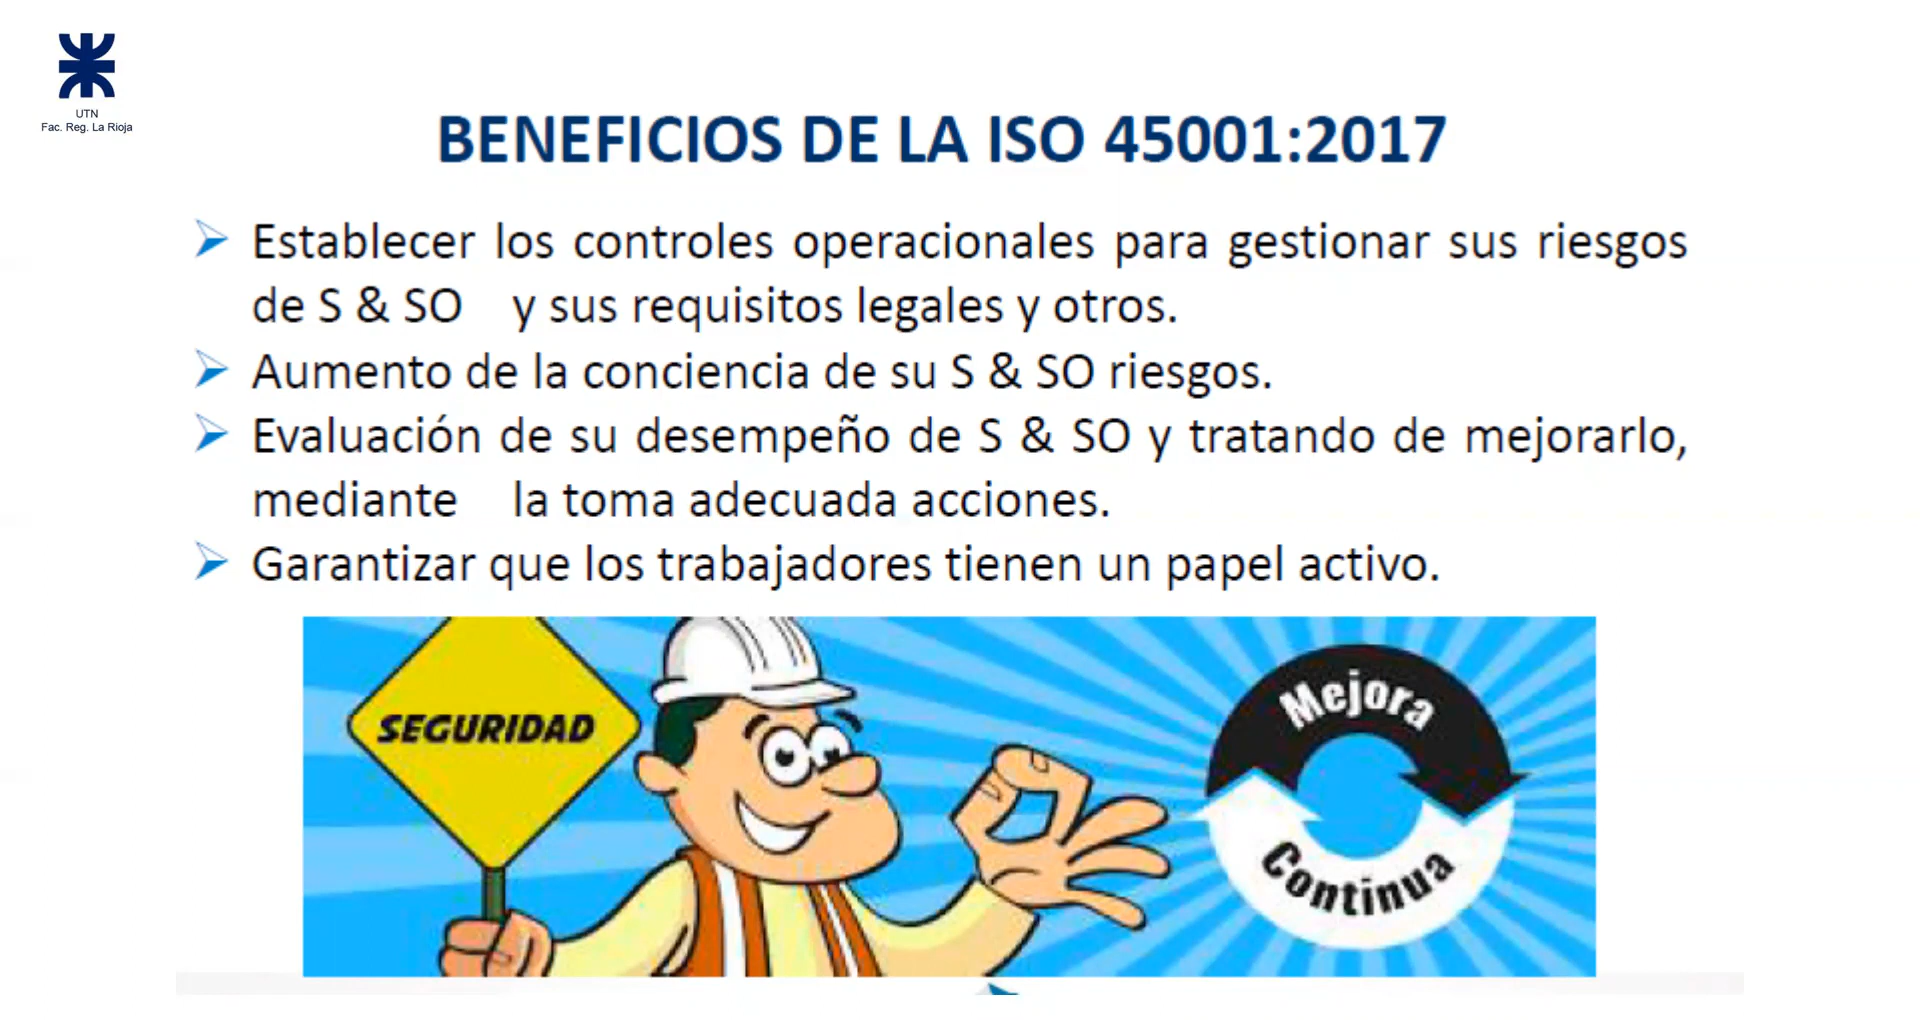 UTN
Fac. Reg. La Rioja
BENEFICIOS DE LA ISO 45001:2017
Establecer los controles operacionales para gestionar sus riesgos
de S & SO y sus requisitos legales y otros.
Aumento de la conciencia de su S & SO riesgos.
Evaluación de su desempeño de S & SO y tratando de mejorarlo,
mediante la toma adecuada acciones.
Garantizar que los trabajadores tienen un papel activo.
SEGURIDAD
Mejora
Continua